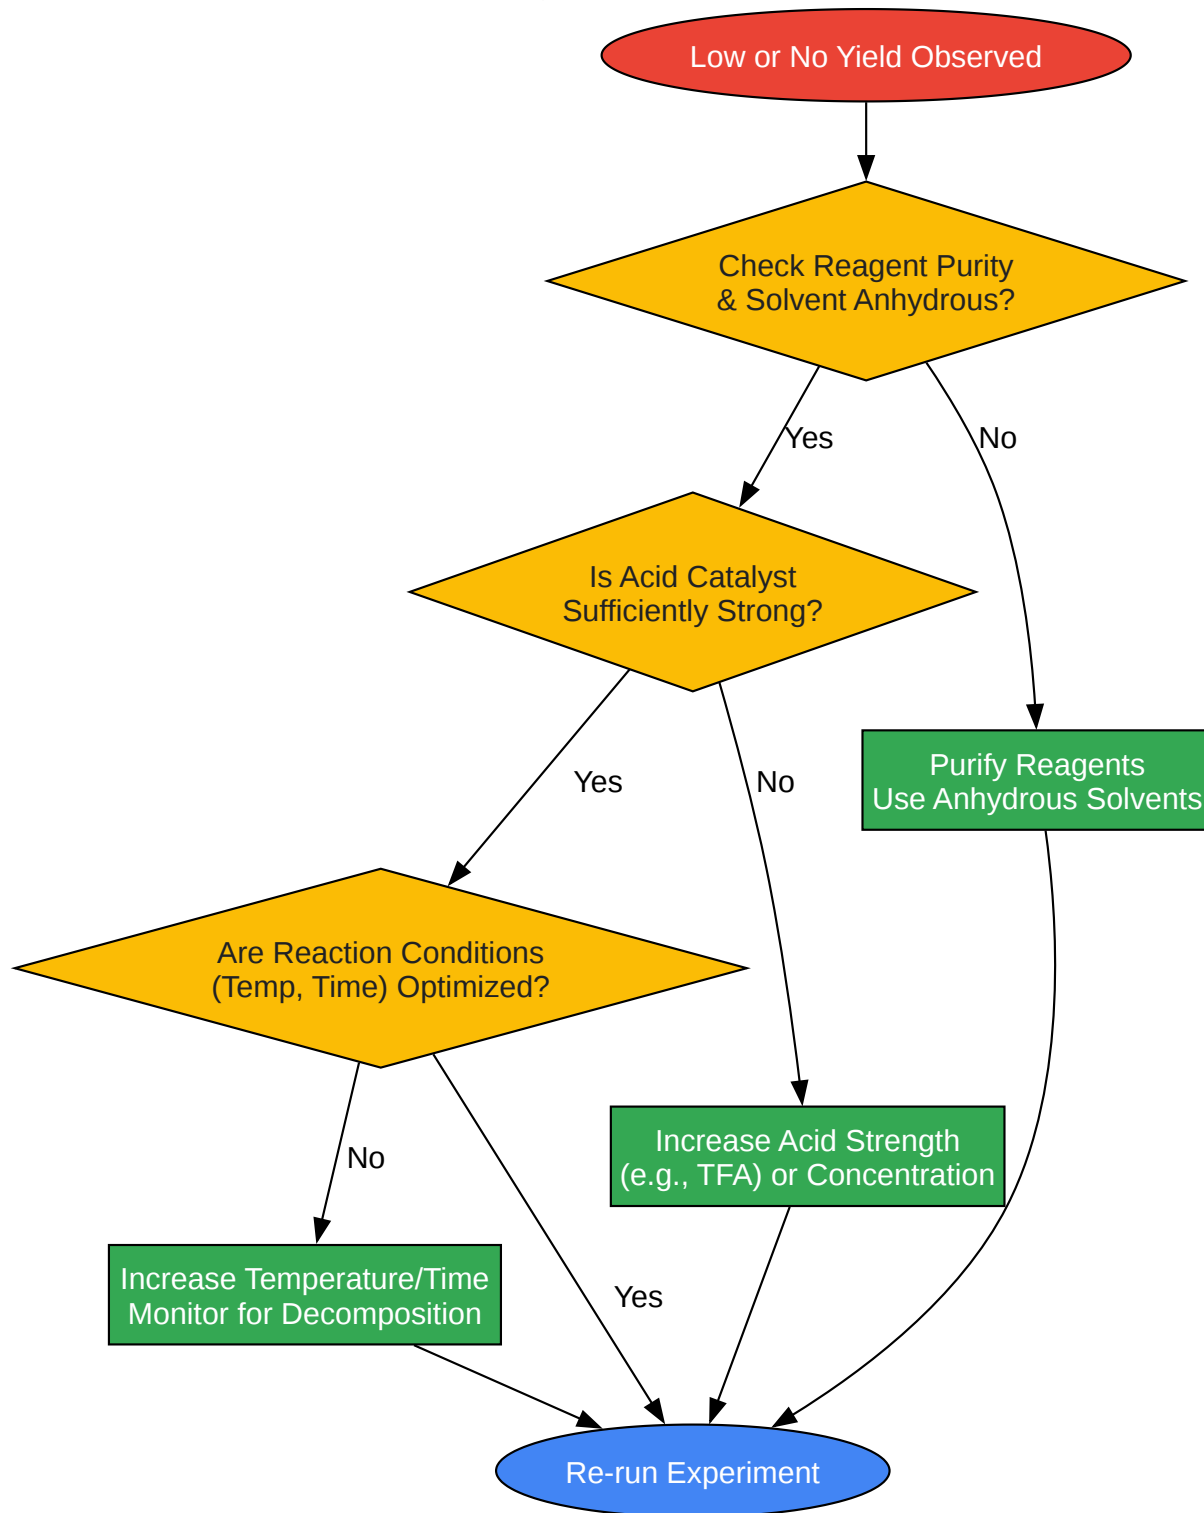 Low or No Yield Observed
Check Reagent Purity
& Solvent Anhydrous?
Yes
No
Is Acid Catalyst
Sufficiently Strong?
Purify Reagents
Use Anhydrous Solvents
Yes
No
Are Reaction Conditions
(Temp, Time) Optimized?
Increase Acid Strength
(e.g., TFA) or Concentration
No
Increase Temperature/Time
Monitor for Decomposition
Yes
Re-run Experiment